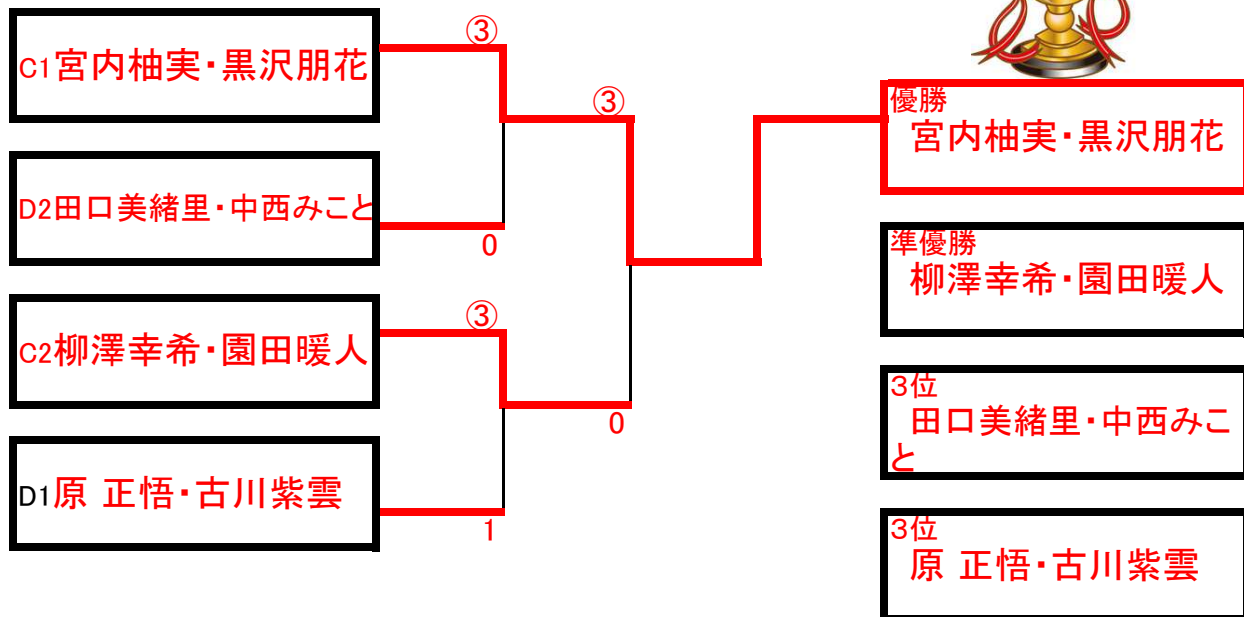 ③
C1宮内柚実・黒沢朋花
③
D2田口美緒里・中西みこと
0
③
C2柳澤幸希・園田暖人
0
D1原 正悟・古川紫雲
1
優勝
宮内柚実・黒沢朋花
準優勝
柳澤幸希・園田暖人
3位
田口美緒里・中西みこ
と
3位
原 正悟・古川紫雲